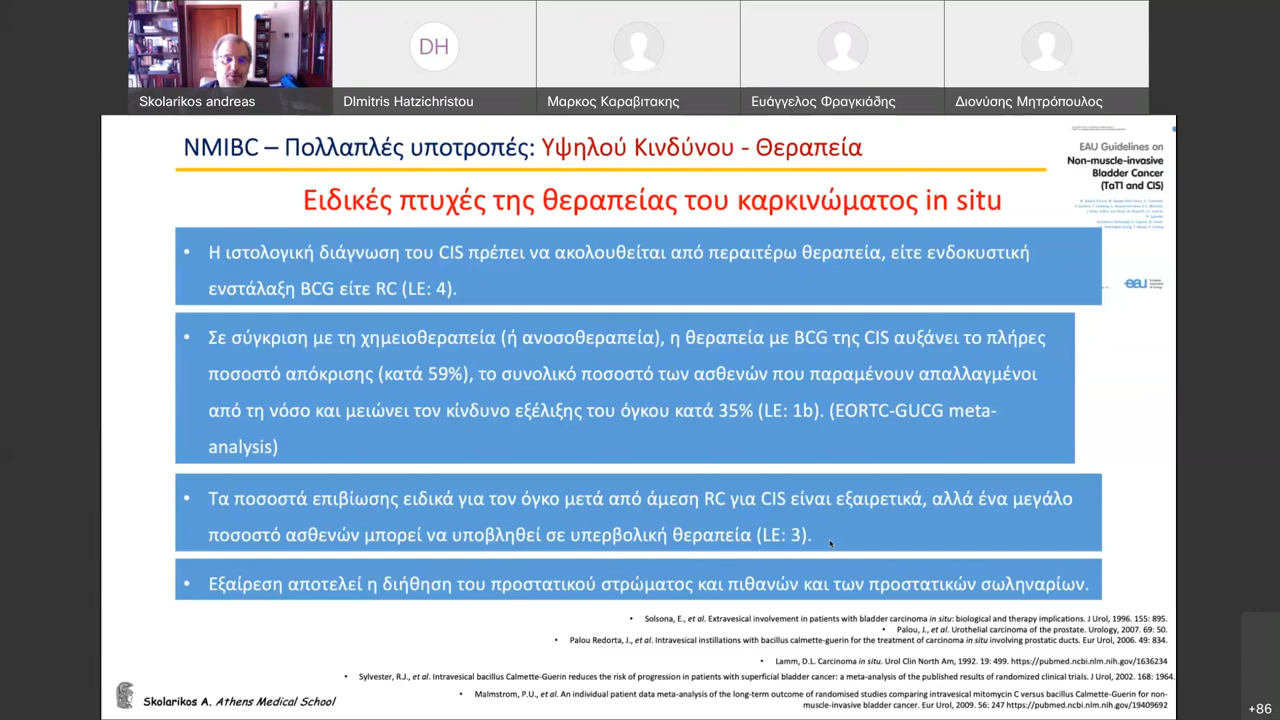 DH
Skolarikos andreas
DImitris Hatzichristou
Μαρκος Καραβιτακης
Ευάγγελος Φραγκιάδης
Διονύσης Μητρόπουλος
NMIBC – Πολλαπλές υποτροπές: Υψηλού Κινδύνου - Θεραπεία
EAU Guidelines on
Non-muscle-invasive
Bladder Cancer
(TaT1 and CIS)
Ειδικές πτυχές της θεραπείας του καρκινώματος in situ
• Η ιστολογική διάγνωση του CIS πρέπει να ακολουθείται από περαιτέρω θεραπεία, είτε ενδοκυστική
ενστάλαξη BCG είτε RC (LE: 4).
eau
• Σε σύγκριση με τη χημειοθεραπεία (ή ανοσοθεραπεία), η θεραπεία με BCG της CIS αυξάνει το πλήρες
ποσοστό απόκρισης (κατά 59%), το συνολικό ποσοστό των ασθενών που παραμένουν απαλλαγμένοι
από τη νόσο και μειώνει τον κίνδυνο εξέλιξης του όγκου κατά 35% (LE: 1b). (EORTC-GUCG meta-
analysis)
• Τα ποσοστά επιβίωσης ειδικά για τον όγκο μετά από άμεση RC για CIS είναι εξαιρετικά, αλλά ένα μεγάλο
ποσοστό ασθενών μπορεί να υποβληθεί σε υπερβολική θεραπεία (LE: 3).
• Εξαίρεση αποτελεί η διήθηση του προστατικού στρώματος και πιθανών και των προστατικών σωληναρίων.
• Solsona, E., et al. Extravesical involvement in patients with bladder carcinoma in situ: biological and therapy implications. J Urol, 1996. 155: 895.
• Palou, J., et al. Urothelial carcinoma of the prostate. Urology, 2007. 69: 50.
• Palou Redorta, J., et al. Intravesical instillations with bacillus calmette-guerin for the treatment of carcinoma in situ involving prostatic ducts. Eur Urol, 2006. 49: 834.
• Lamm, D.L. Carcinoma in situ. Urol Clin North Am, 1992. 19: 499. https://pubmed.ncbi.nlm.nih.gov/1636234
• Sylvester, R.J., et al. Intravesical bacillus Calmette-Guerin reduces the risk of progression in patients with superficial bladder cancer: a meta-analysis of the published results of randomized clinical trials. J Urol, 2002. 168: 1964.
• Malmstrom, P.U., et al. An individual patient data meta-analysis of the long-term outcome of randomised studies comparing intravesical mitomycin C versus bacillus Calmette-Guerin for non-
muscle-invasive bladder cancer. Eur Urol, 2009. 56: 247 https://pubmed.ncbi.nlm.nih.gov/19409692
Skolarikos A. Athens Medical School
+86